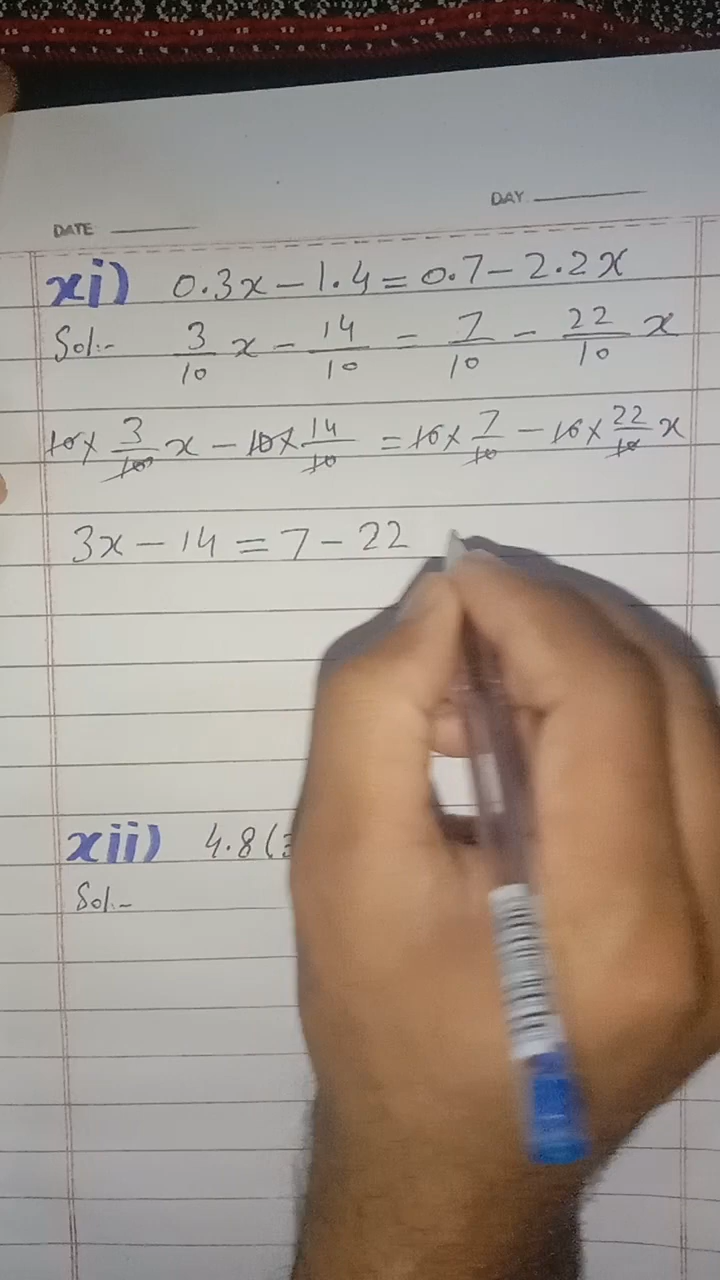 DAY
DATE
xi) 0.3x - 1.4 = 0.7 - 2.2x
Sol:- 3/10 x - 14/10 = 7/10 - 22/10 x
10 × 3/10 x - 10 × 14/10 = 10 × 7/10 - 10 × 22/10 x
3x - 14 = 7 - 22
xii) 4.8(
Sol:-